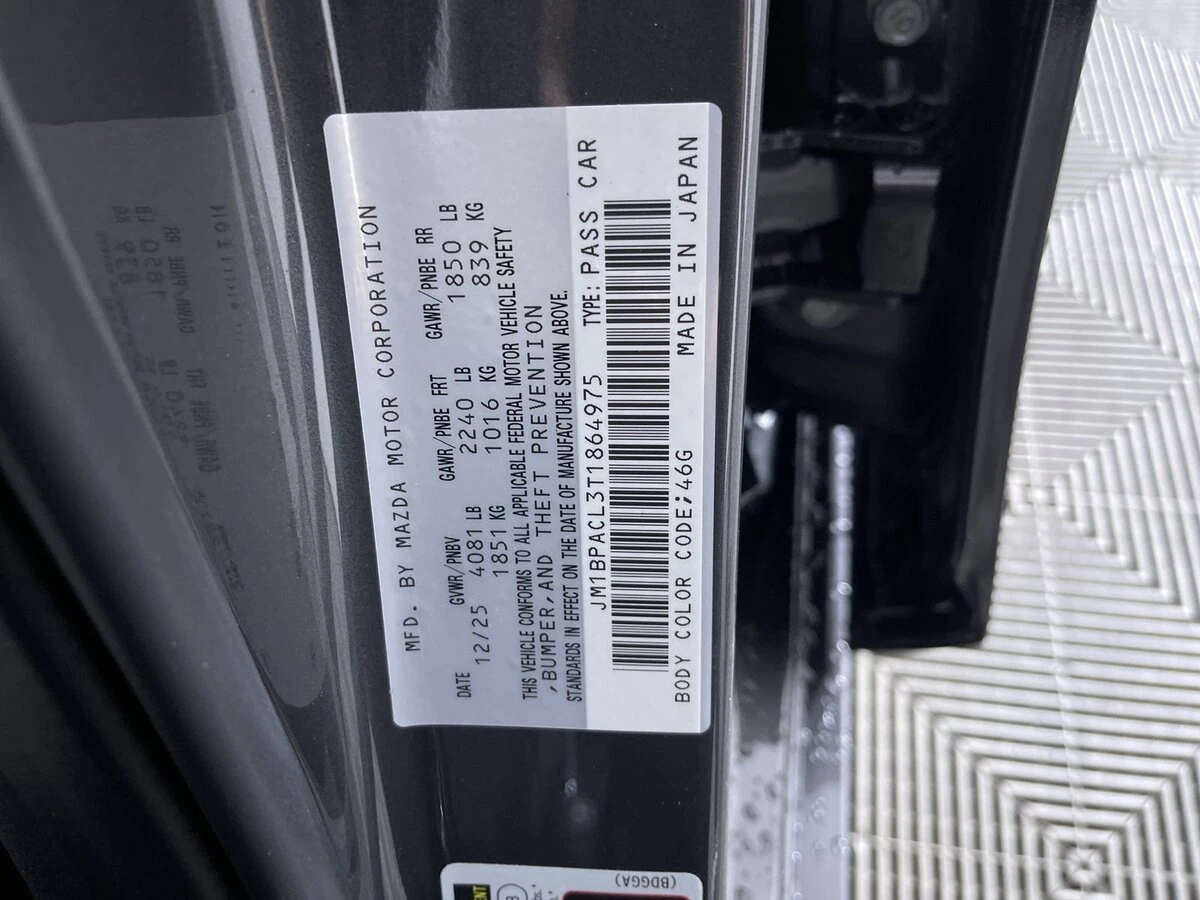 MFD. BY MAZDA MOTOR CORPORATION
DATE GVWR/PNBV GAWR/PNBE FRT GAWR/PNBE RR
12/25 4081 LB 2240 LB 1850 LB
1851 KG 1016 KG 839 KG
THIS VEHICLE CONFORMS TO ALL APPLICABLE FEDERAL MOTOR VEHICLE SAFETY
,BUMPER,AND THEFT PREVENTION
STANDARDS IN EFFECT ON THE DATE OF MANUFACTURE SHOWN ABOVE.
JM1BPACL3T1864975 TYPE: PASS CAR
BODY COLOR CODE;46G MADE IN JAPAN
(BDGGA)